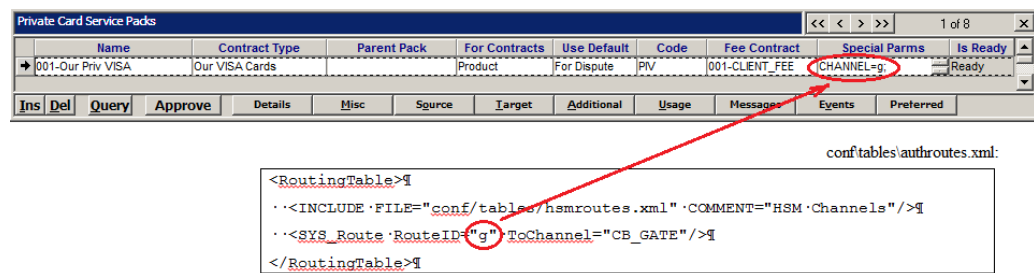 Private Card Service Packs << < > >> 1 of 8 ×
Name Contract Type Parent Pack For Contracts Use Default Code Fee Contract Special Parms Is Ready
001-Our Priv VISA Our VISA Cards Product For Dispute PIV 001-CLIENT_FEE CHANNEL=g; Ready
Ins Del Query Approve Details Misc Source Target Additional Usage Messages Events Preferred
conf\tables\authroutes.xml:
<RoutingTable>¶
··<INCLUDE·FILE="conf/tables/hsmroutes.xml"·COMMENT="HSM·Channels"/>¶
··<SYS_Route·RouteID="g"·ToChannel="CB_GATE"/>¶
</RoutingTable>¶